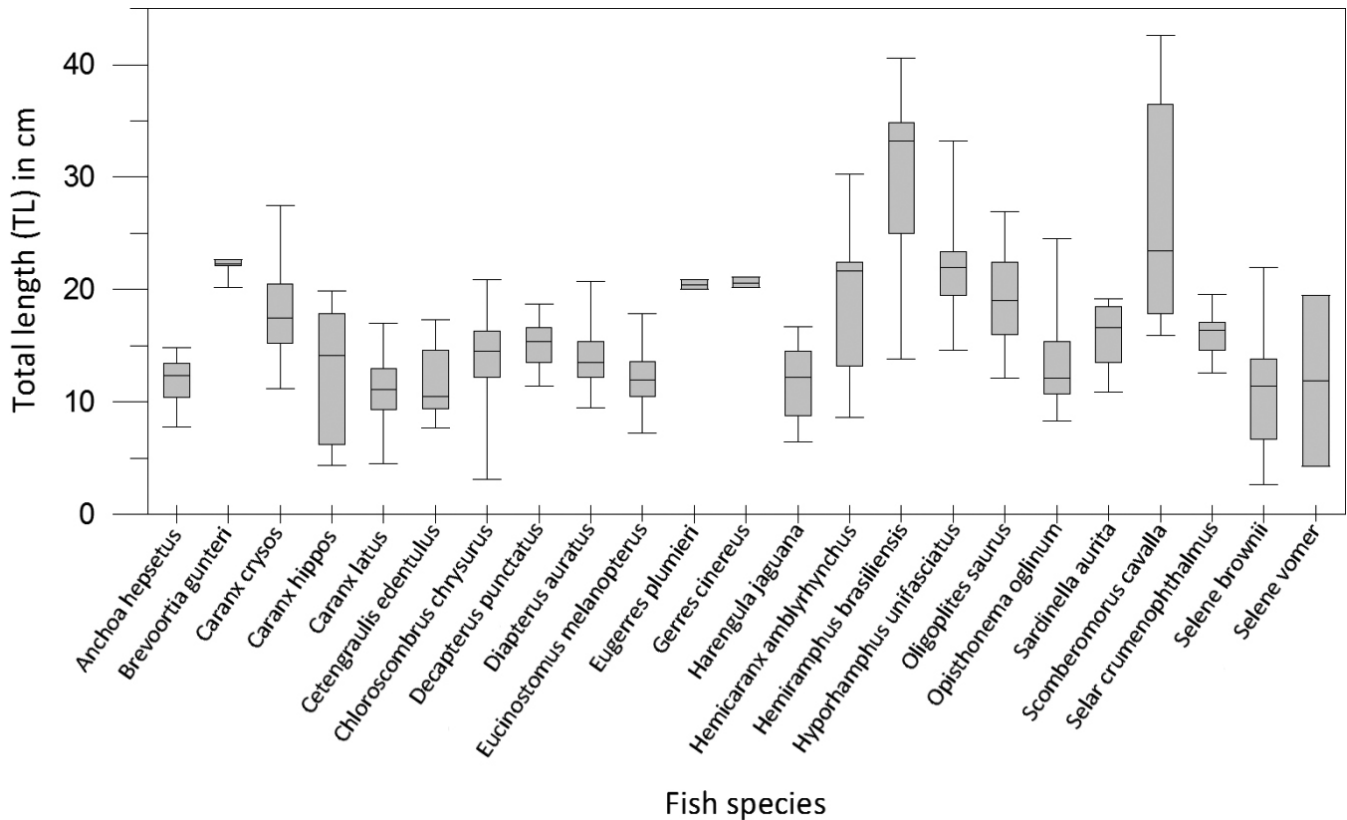 Total length (TL) in cm
40
30
20
10
0
Anchoa hepsetus
Brevoortia gunteri
Caranx crysos
Caranx hippos
Caranx latus
Cetengraulis edentulus
Chloroscombrus chrysurus
Decapterus punctatus
Diapterus auratus
Eucinostomus melanopterus
Eugerres plumieri
Gerres cinereus
Harengula jaguana
Hemicaranx amblyrhynchus
Hemiramphus brasiliensis
Hyporhamphus unifasciatus
Oligoplites saurus
Opisthonema oglinum
Sardinella aurita
Scomberomorus cavalla
Selar crumenophthalmus
Selene brownii
Selene vomer
Fish species